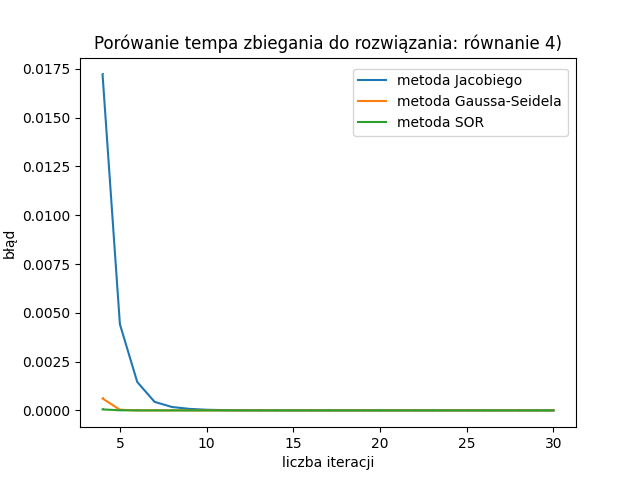 Porówanie tempa zbiegania do rozwiązania: równanie 4)
0.0175
0.0150
0.0125
0.0100
0.0075
0.0050
0.0025
0.0000
błąd
metoda Jacobiego
metoda Gaussa-Seidela
metoda SOR
5 10 15 20 25 30
liczba iteracji